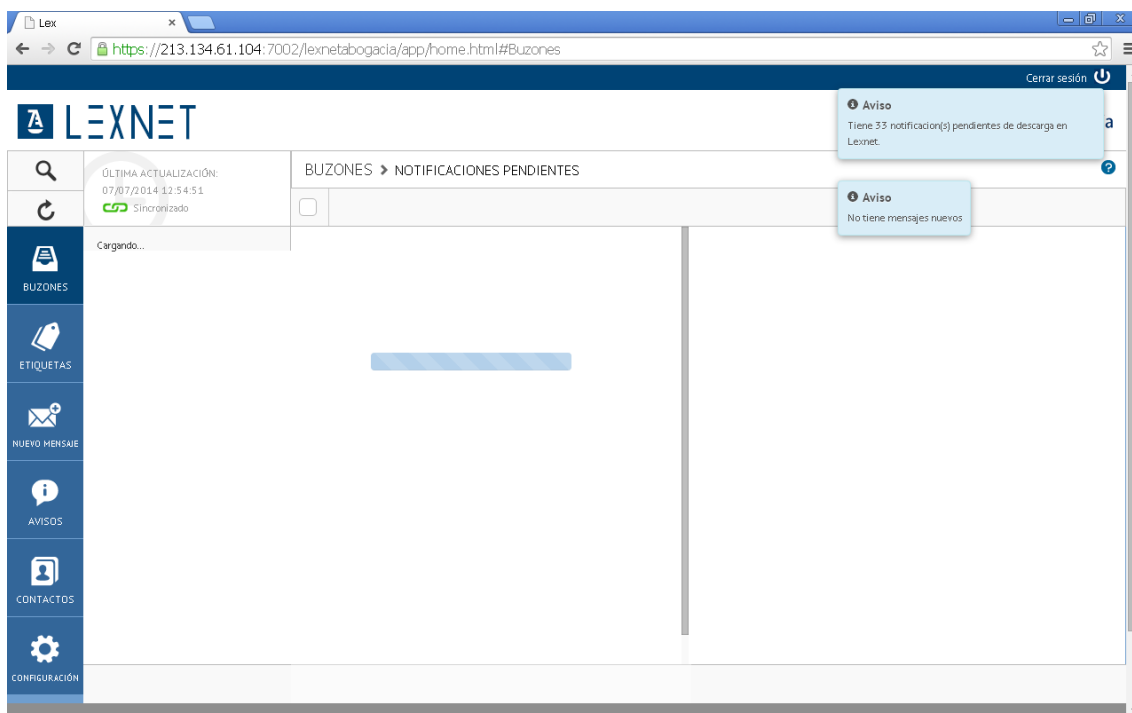 Lex
https://213.134.61.104:7002/lexnetabogacia/app/home.html#Buzones
Cerrar sesión
LEXNET
a
Aviso
Tiene 33 notificacion(s) pendientes de descarga en
Lexnet.
ÚLTIMA ACTUALIZACIÓN:
07/07/2014 12:54:51
Sincronizado
BUZONES > NOTIFICACIONES PENDIENTES
Aviso
No tiene mensajes nuevos
Cargando...
BUZONES
ETIQUETAS
NUEVO MENSAJE
AVISOS
CONTACTOS
CONFIGURACIÓN